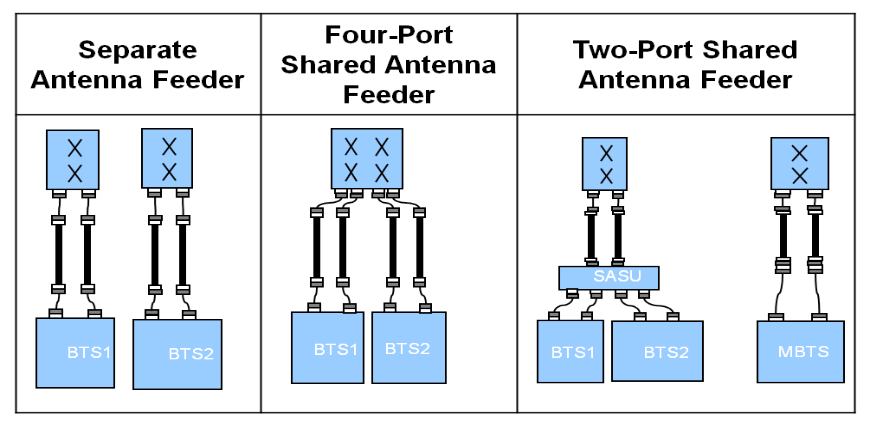 Separate
Antenna Feeder
Four-Port
Shared Antenna
Feeder
Two-Port Shared
Antenna Feeder
X X
X X
X X X X
X X
X X
SASU
BTS1
BTS2
BTS1
BTS2
BTS1
BTS2
MBTS